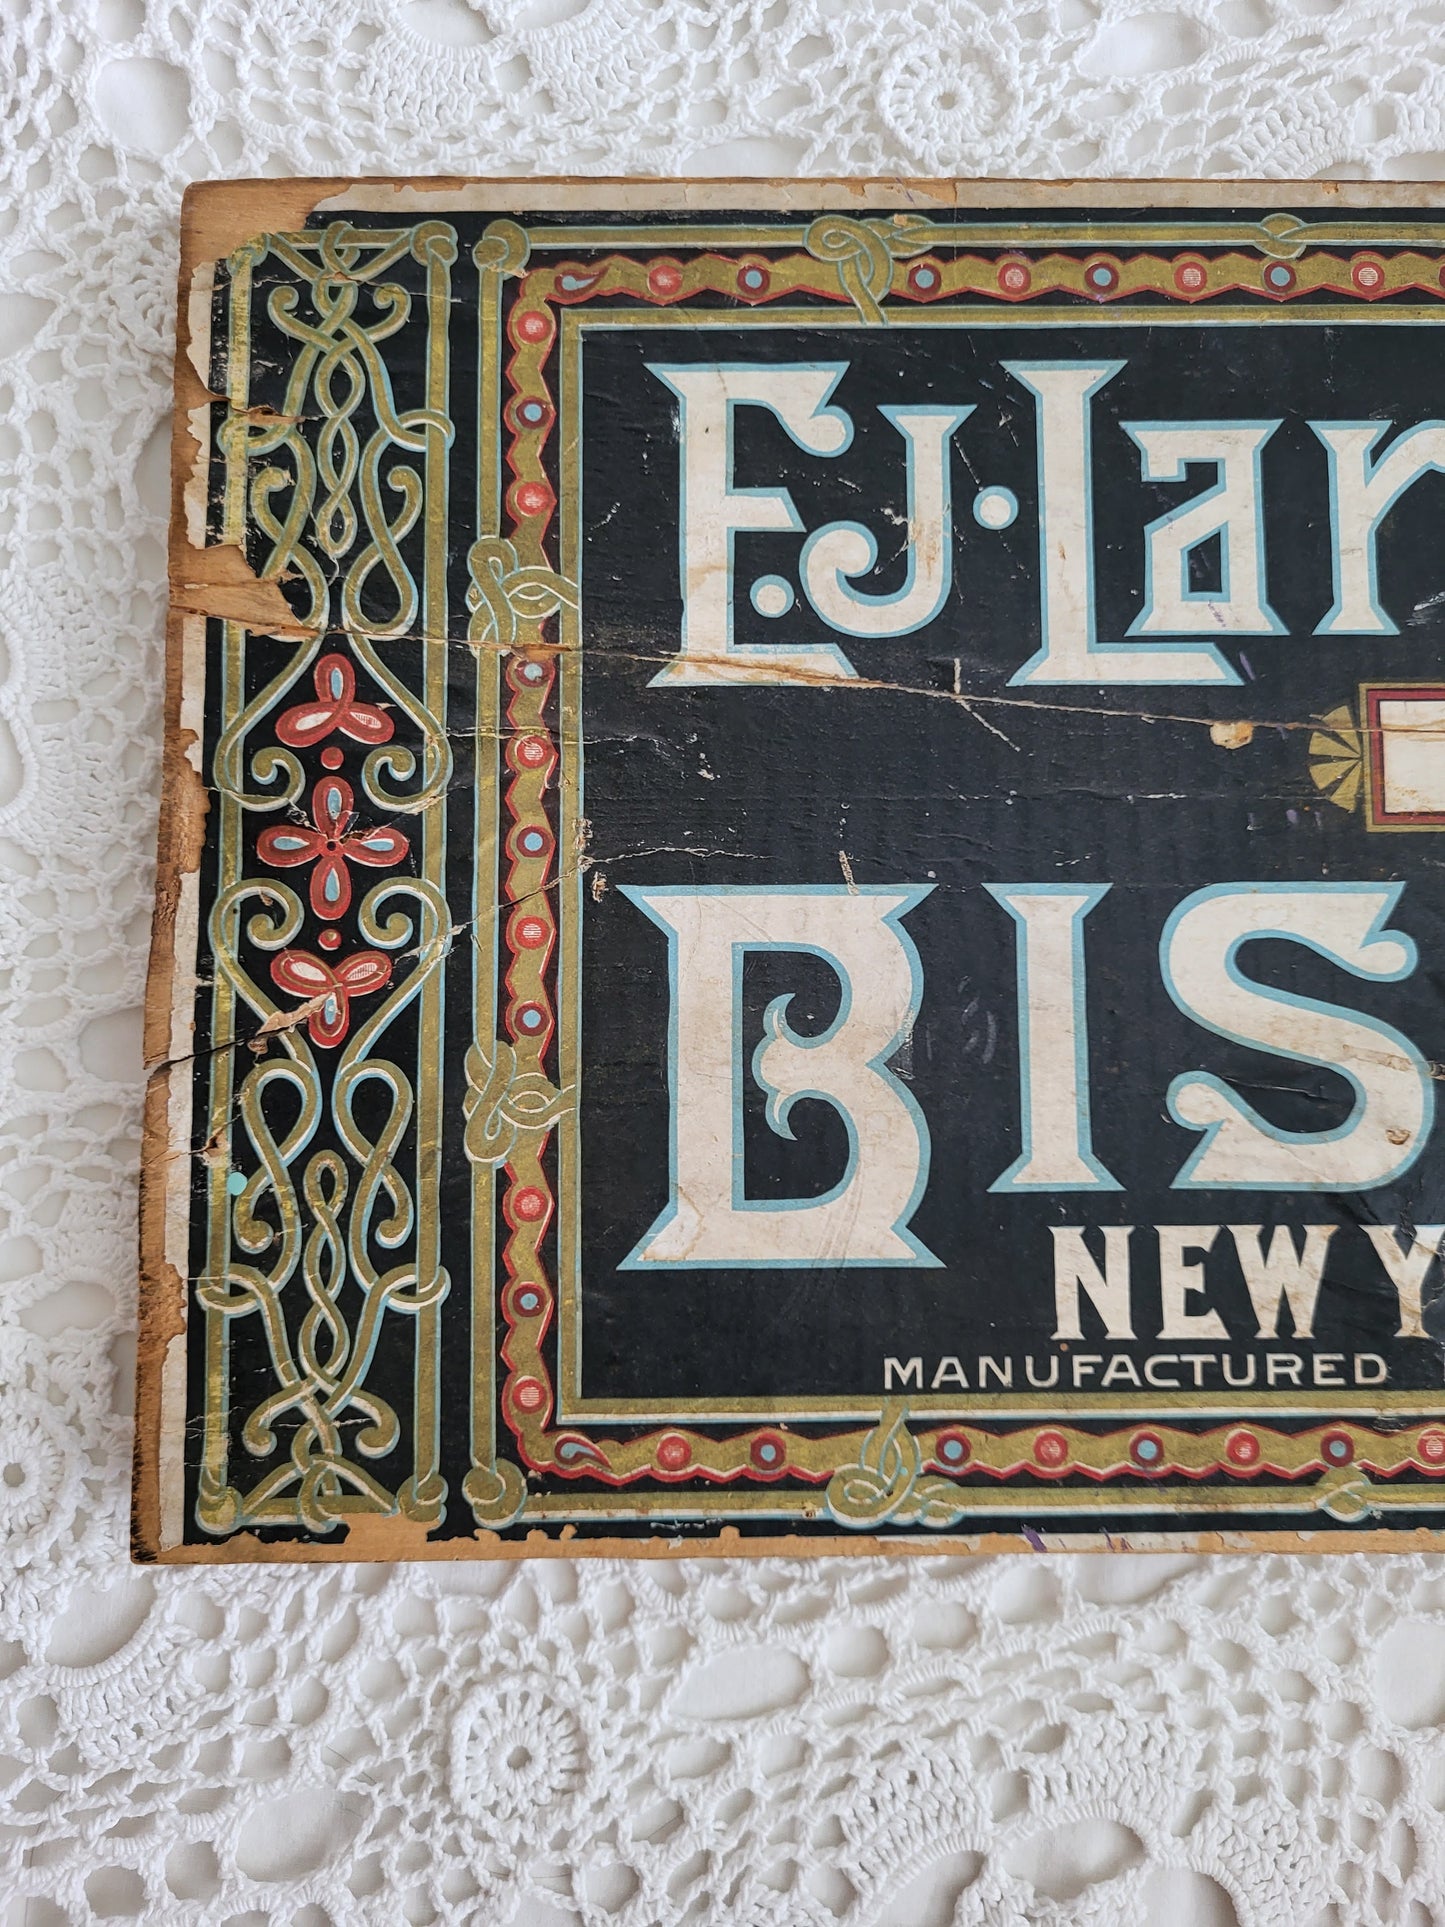 E.J. Lar
BIS
NEW Y
MANUFACTURED